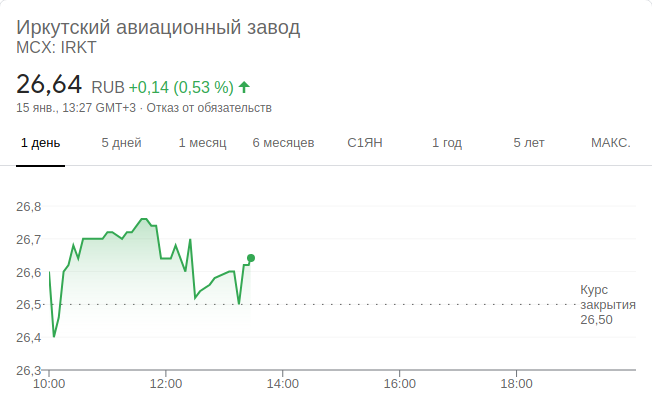 Иркутский авиационный завод
MCX: IRKT
26,64 RUB +0,14 (0,53 %)
15 янв., 13:27 GMT+3 · Отказ от обязательств
1 день 5 дней 1 месяц 6 месяцев С1ЯН 1 год 5 лет МАКС.
26,8
26,7
26,6
26,5
26,4
26,3
Курс
закрытия
26,50
10:00 12:00 14:00 16:00 18:00